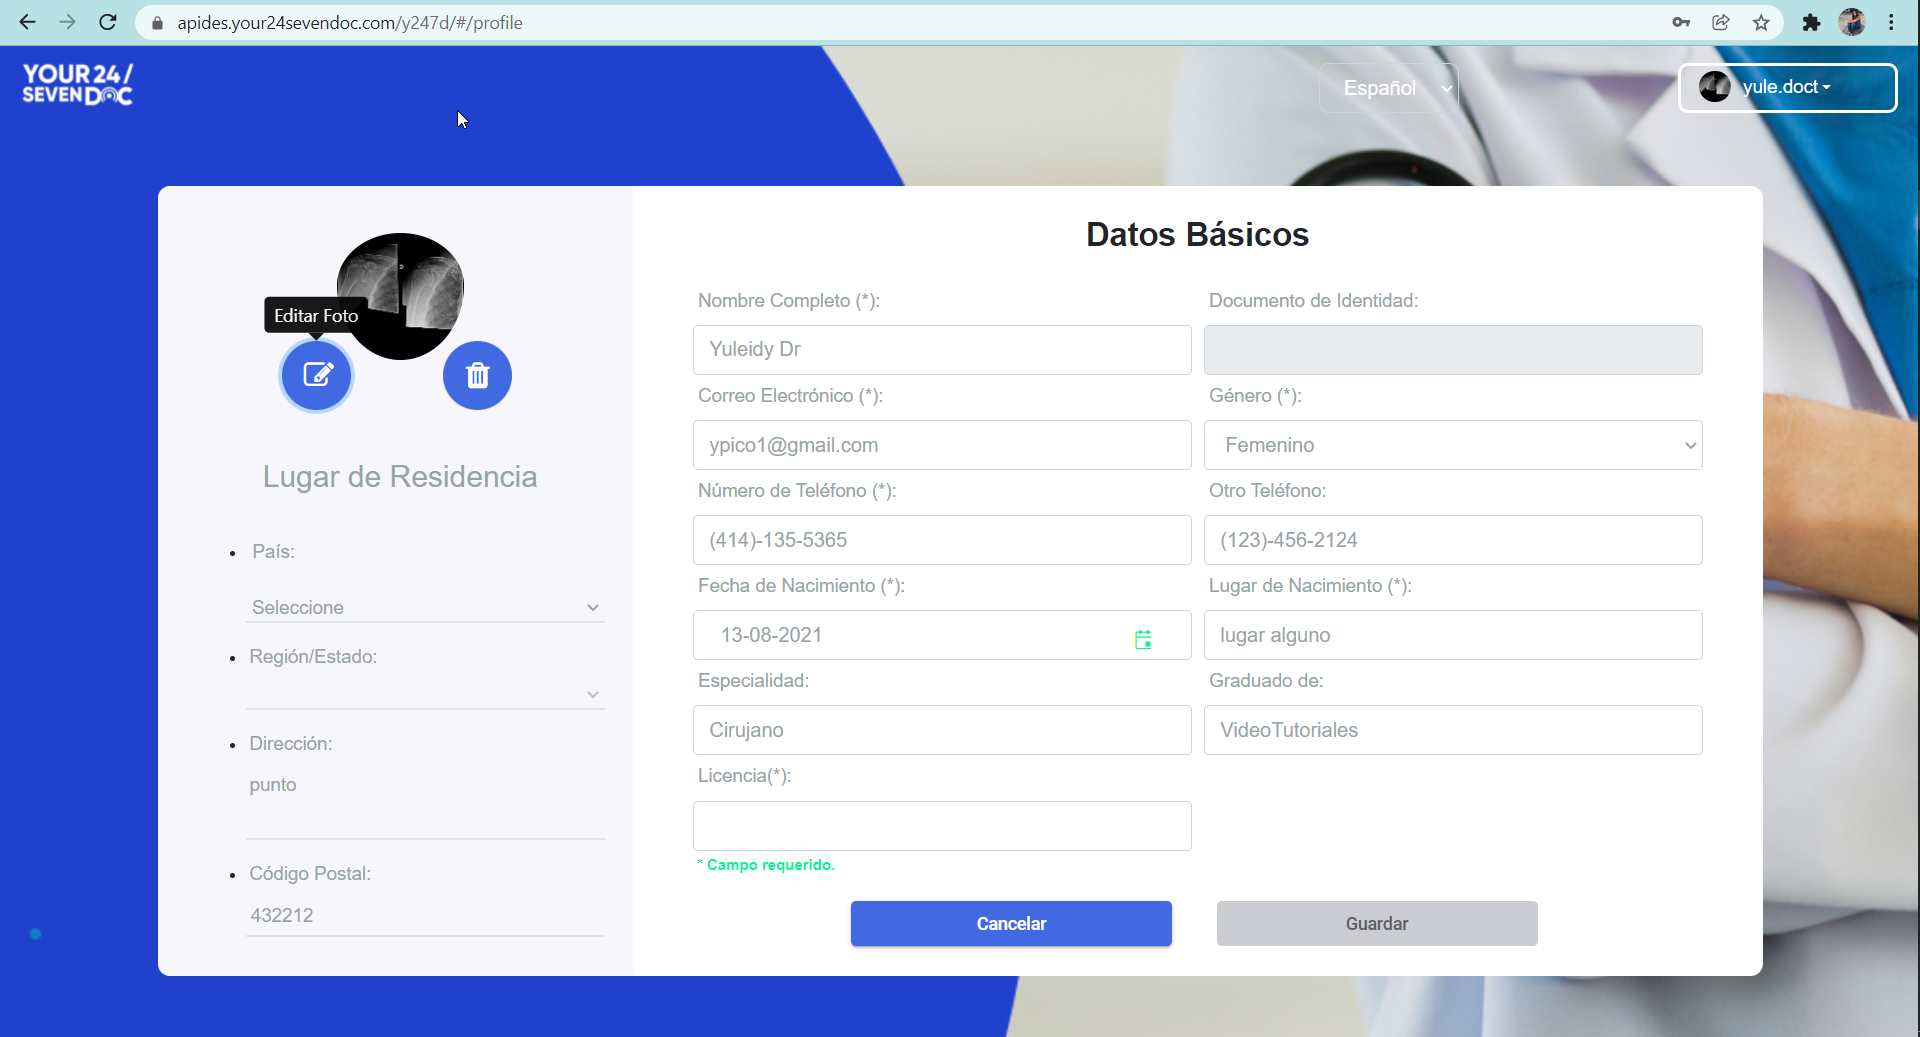 apides.your24sevendoc.com/y247d/#/profile
YOUR 24/
SEVEN DOC
Español
yule.doct
Editar Foto
Lugar de Residencia
País:
Seleccione
Región/Estado:
Dirección:
punto
Código Postal:
432212
Datos Básicos
Nombre Completo (*):
Documento de Identidad:
Yuleidy Dr
Correo Electrónico (*):
Género (*):
ypico1@gmail.com
Femenino
Número de Teléfono (*):
Otro Teléfono:
(414)-135-5365
(123)-456-2124
Fecha de Nacimiento (*):
Lugar de Nacimiento (*):
13-08-2021
lugar alguno
Especialidad:
Graduado de:
Cirujano
VideoTutoriales
Licencia(*):
* Campo requerido.
Cancelar
Guardar